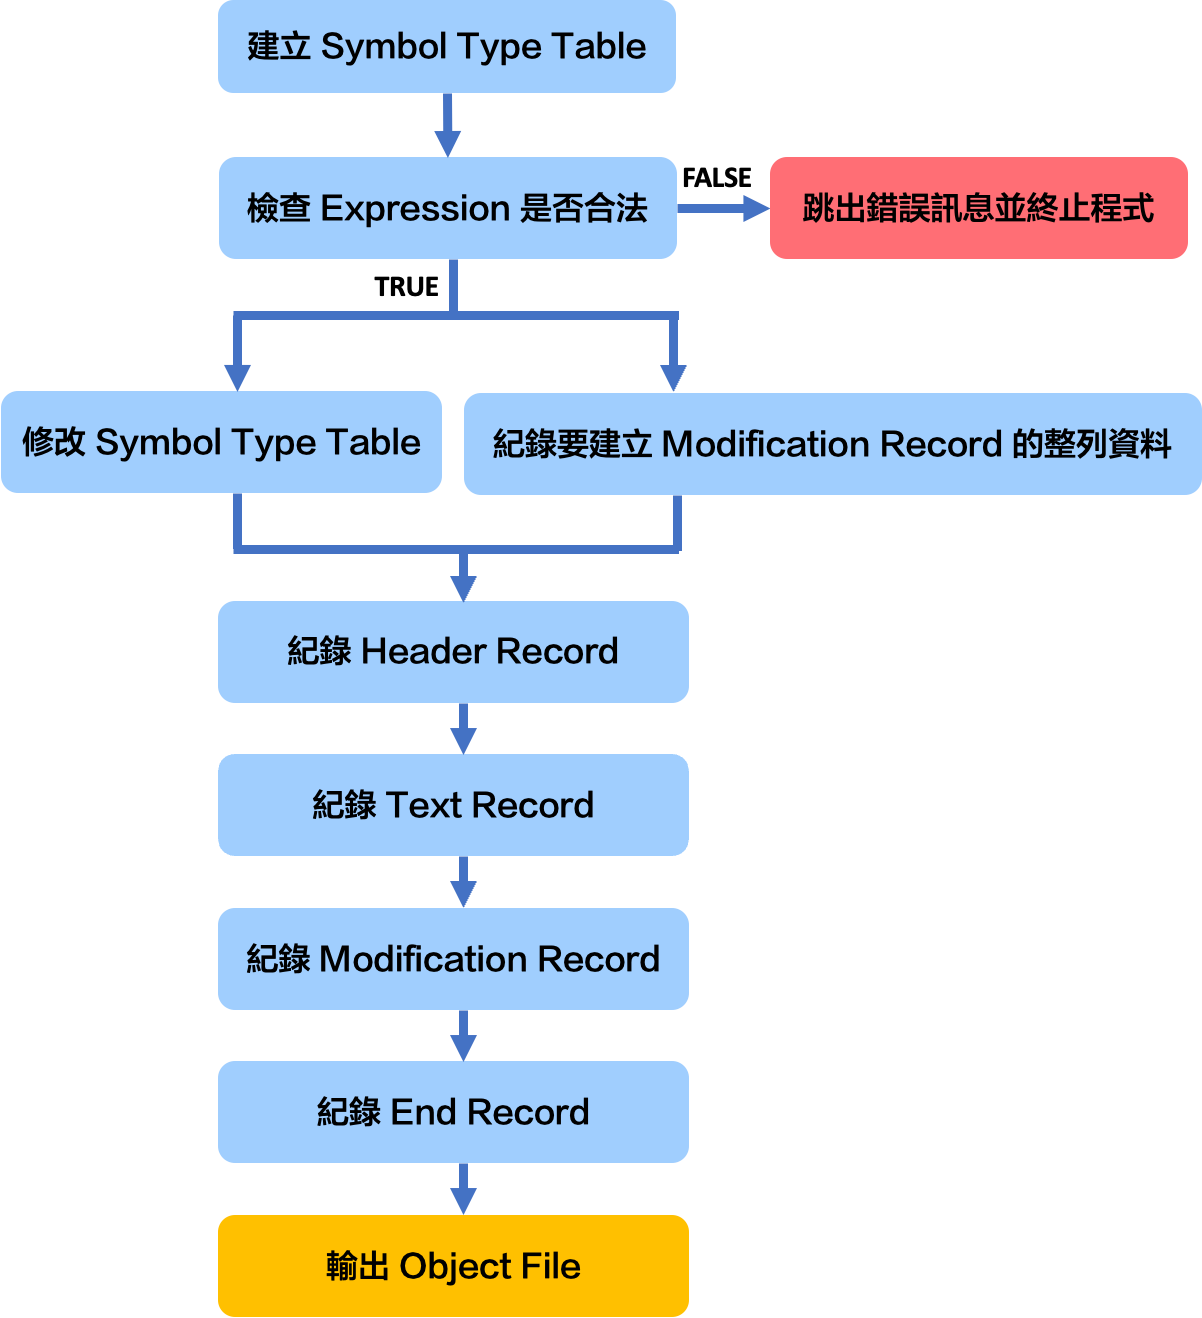 建立 Symbol Type Table
檢查 Expression 是否合法
FALSE
跳出錯誤訊息並終止程式
TRUE
修改 Symbol Type Table
紀錄要建立 Modification Record 的整列資料
紀錄 Header Record
紀錄 Text Record
紀錄 Modification Record
紀錄 End Record
輸出 Object File